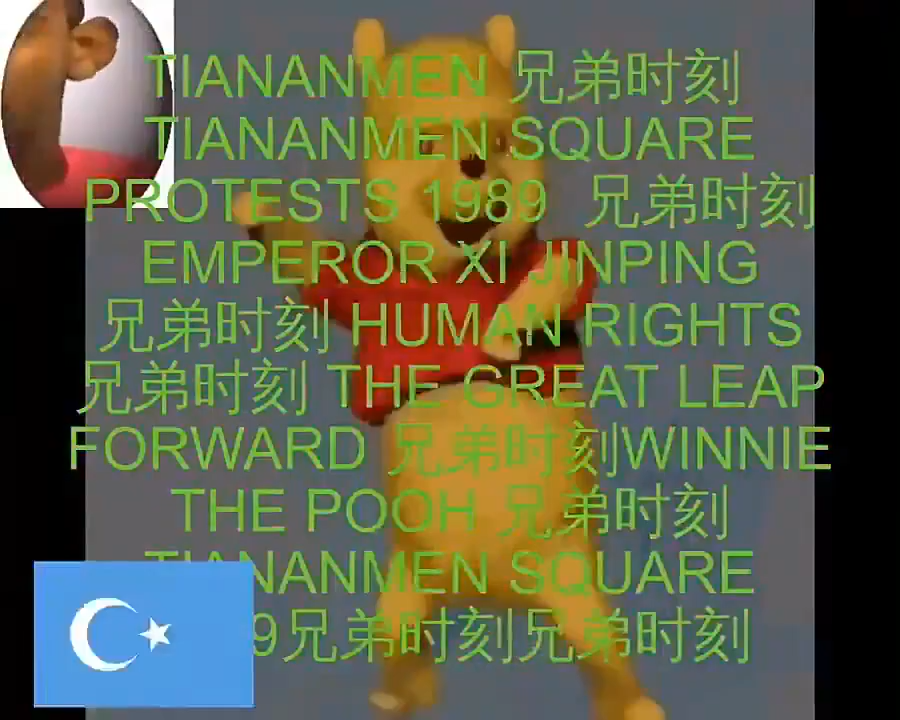 TIANANMEN 兄弟时刻
TIANANMEN SQUARE
PROTESTS 1989 兄弟时刻
EMPEROR XI JINPING
兄弟时刻 HUMAN RIGHTS
兄弟时刻 THE GREAT LEAP
FORWARD 兄弟时刻WINNIE
THE POOH 兄弟时刻
TIANANMEN SQUARE
9兄弟时刻兄弟时刻